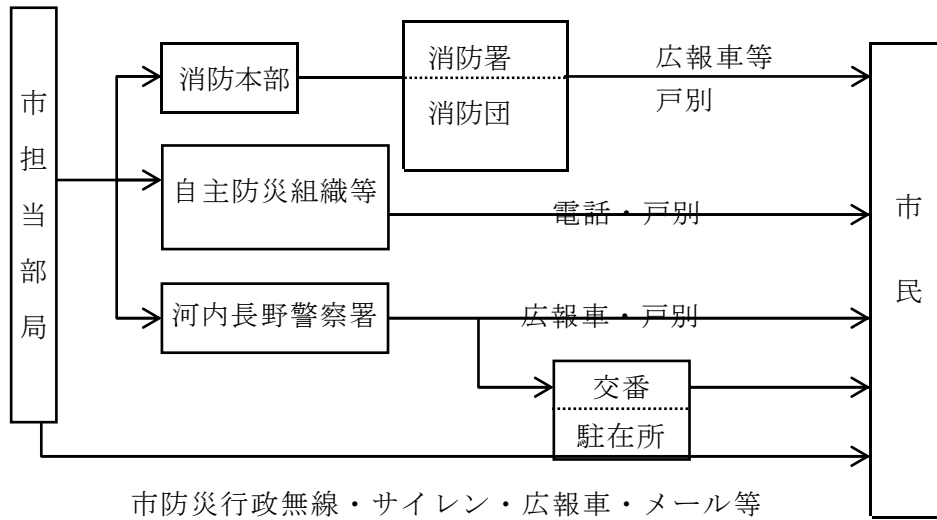 市担当部局
消防本部
消防署
消防団
広報車等
戸別
自主防災組織等
電話・戸別
河内長野警察署
広報車・戸別
交番
駐在所
市民
市防災行政無線・サイレン・広報車・メール等